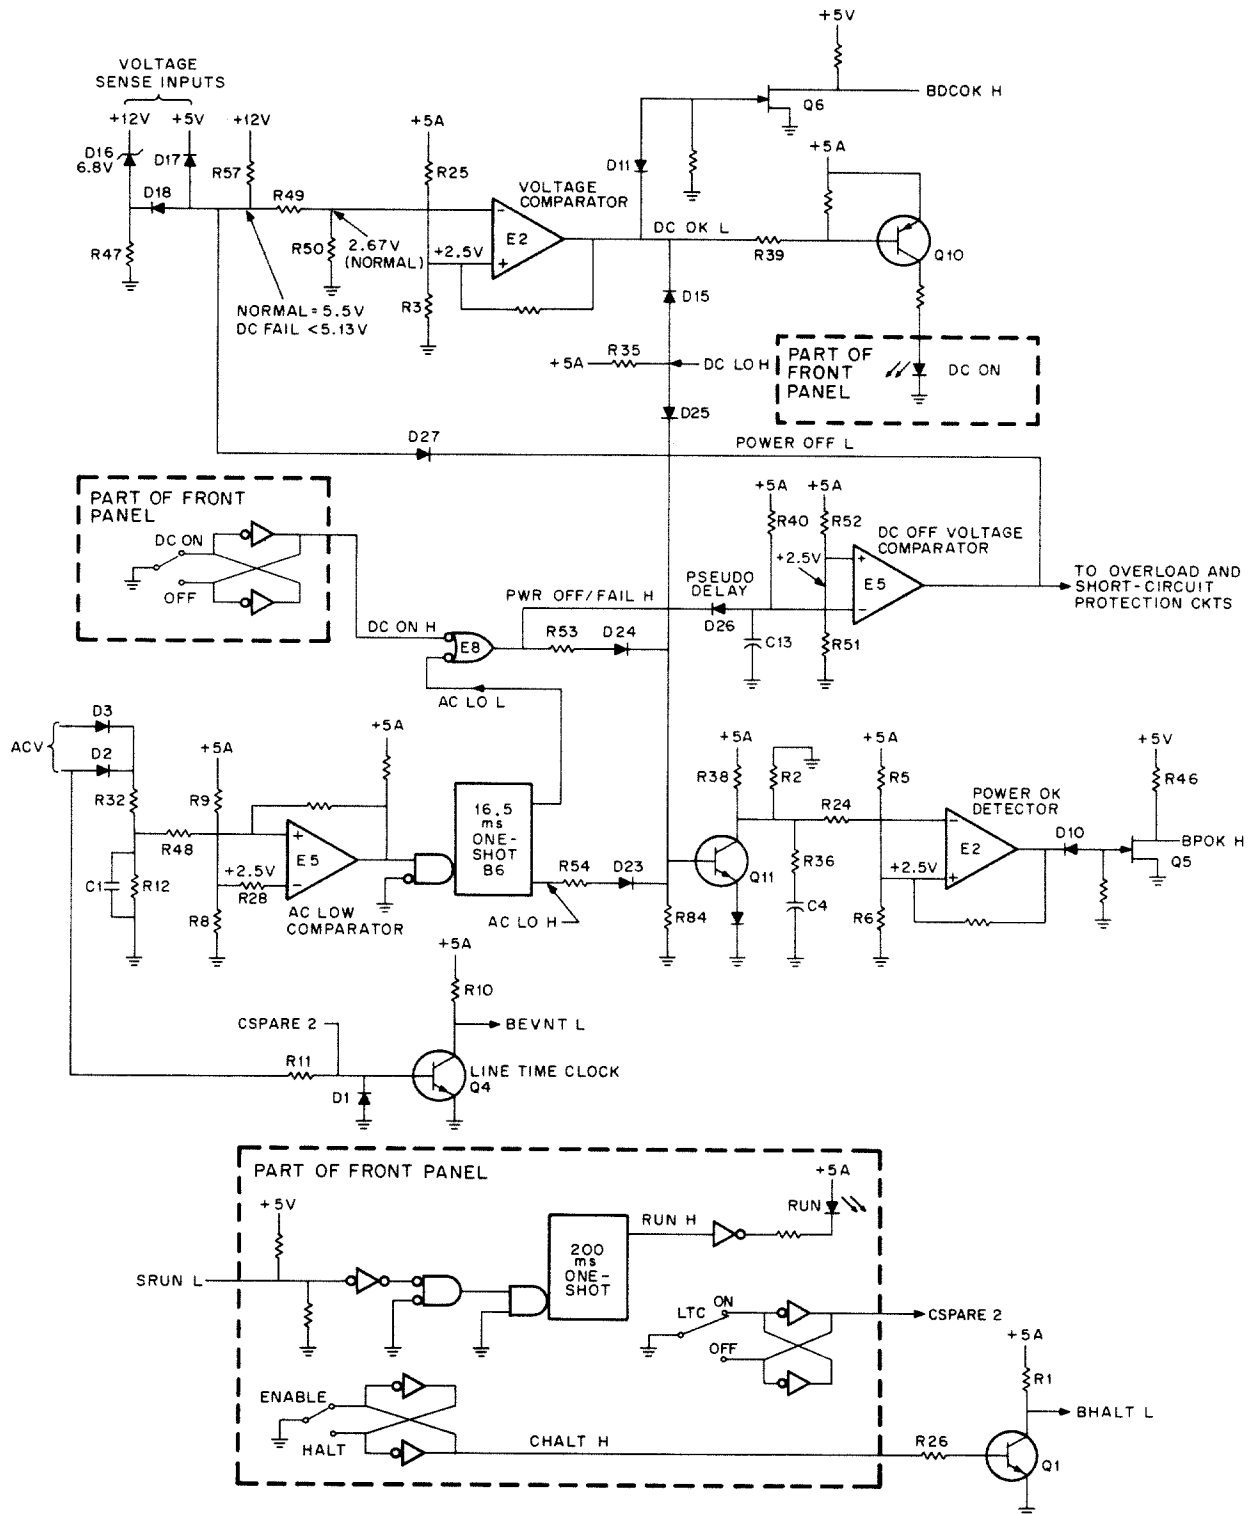 +5V
VOLTAGE
SENSE INPUTS
+12V
+5V
+12V
+5A
BDCOK H
Q6
+5A
D16
6.8V
D17
R57
R25
D11
D18
R49
VOLTAGE
COMPARATOR
R47
R50
2.67V
(NORMAL)
+2.5V
E2
DC OK L
R39
Q10
NORMAL = 5.5V
DC FAIL <5.13V
R3
D15
+5A
R35
DC LO H
PART OF
FRONT
PANEL
DC ON
D25
D27
POWER OFF L
PART OF FRONT
PANEL
DC ON
OFF
+5A
+5A
R40
R52
DC OFF VOLTAGE
COMPARATOR
+2.5V
E5
PSEUDO
DELAY
TO OVERLOAD AND
SHORT-CIRCUIT
PROTECTION CKTS
PWR OFF/FAIL H
D26
DC ON H
E8
R53
D24
C13
R51
AC LO L
D3
ACV
D2
+5A
+5A
+5A
+5A
+5V
R32
R9
R38
R2
R5
R46
16.5
ms
ONE-
SHOT
B6
POWER OK
DETECTOR
R48
E5
R24
E2
D10
BPOK H
+2.5V
R28
C1
R12
R54
D23
Q11
R36
+2.5V
Q5
R8
AC LOW
COMPARATOR
AC LO H
R84
C4
R6
+5A
R10
CSPARE 2
BEVNT L
R11
LINE TIME CLOCK
Q4
D1
PART OF FRONT PANEL
+5A
+5V
RUN
RUN H
200
ms
ONE-
SHOT
SRUN L
LTC
ON
OFF
CSPARE 2
+5A
R1
ENABLE
HALT
CHALT H
BHALT L
R26
Q1